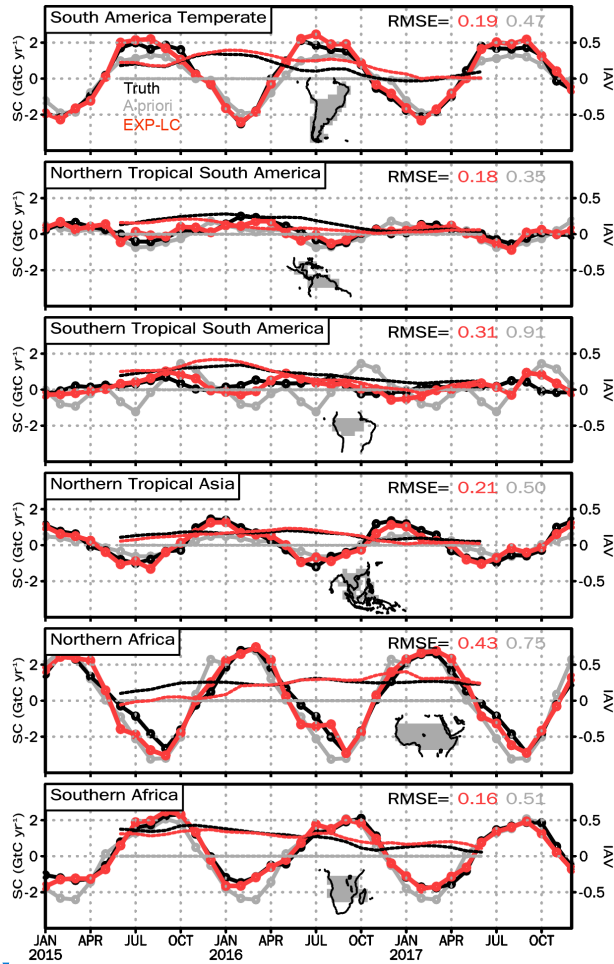 South America Temperate
RMSE= 0.19 0.47
SC (GtC yr⁻¹)
2
0
-2
0.5
0
-0.5
IAV
Truth
A priori
EXP-LC
Northern Tropical South America
RMSE= 0.18 0.35
SC (GtC yr⁻¹)
2
0
-2
0.5
0
-0.5
IAV
Southern Tropical South America
RMSE= 0.31 0.91
SC (GtC yr⁻¹)
2
0
-2
0.5
0
-0.5
IAV
Northern Tropical Asia
RMSE= 0.21 0.50
SC (GtC yr⁻¹)
2
0
-2
0.5
0
-0.5
IAV
Northern Africa
RMSE= 0.43 0.75
SC (GtC yr⁻¹)
2
0
-2
0.5
0
-0.5
IAV
Southern Africa
RMSE= 0.16 0.51
SC (GtC yr⁻¹)
2
0
-2
0.5
0
-0.5
IAV
JAN APR JUL OCT JAN APR JUL OCT JAN APR JUL OCT
2015 2016 2017